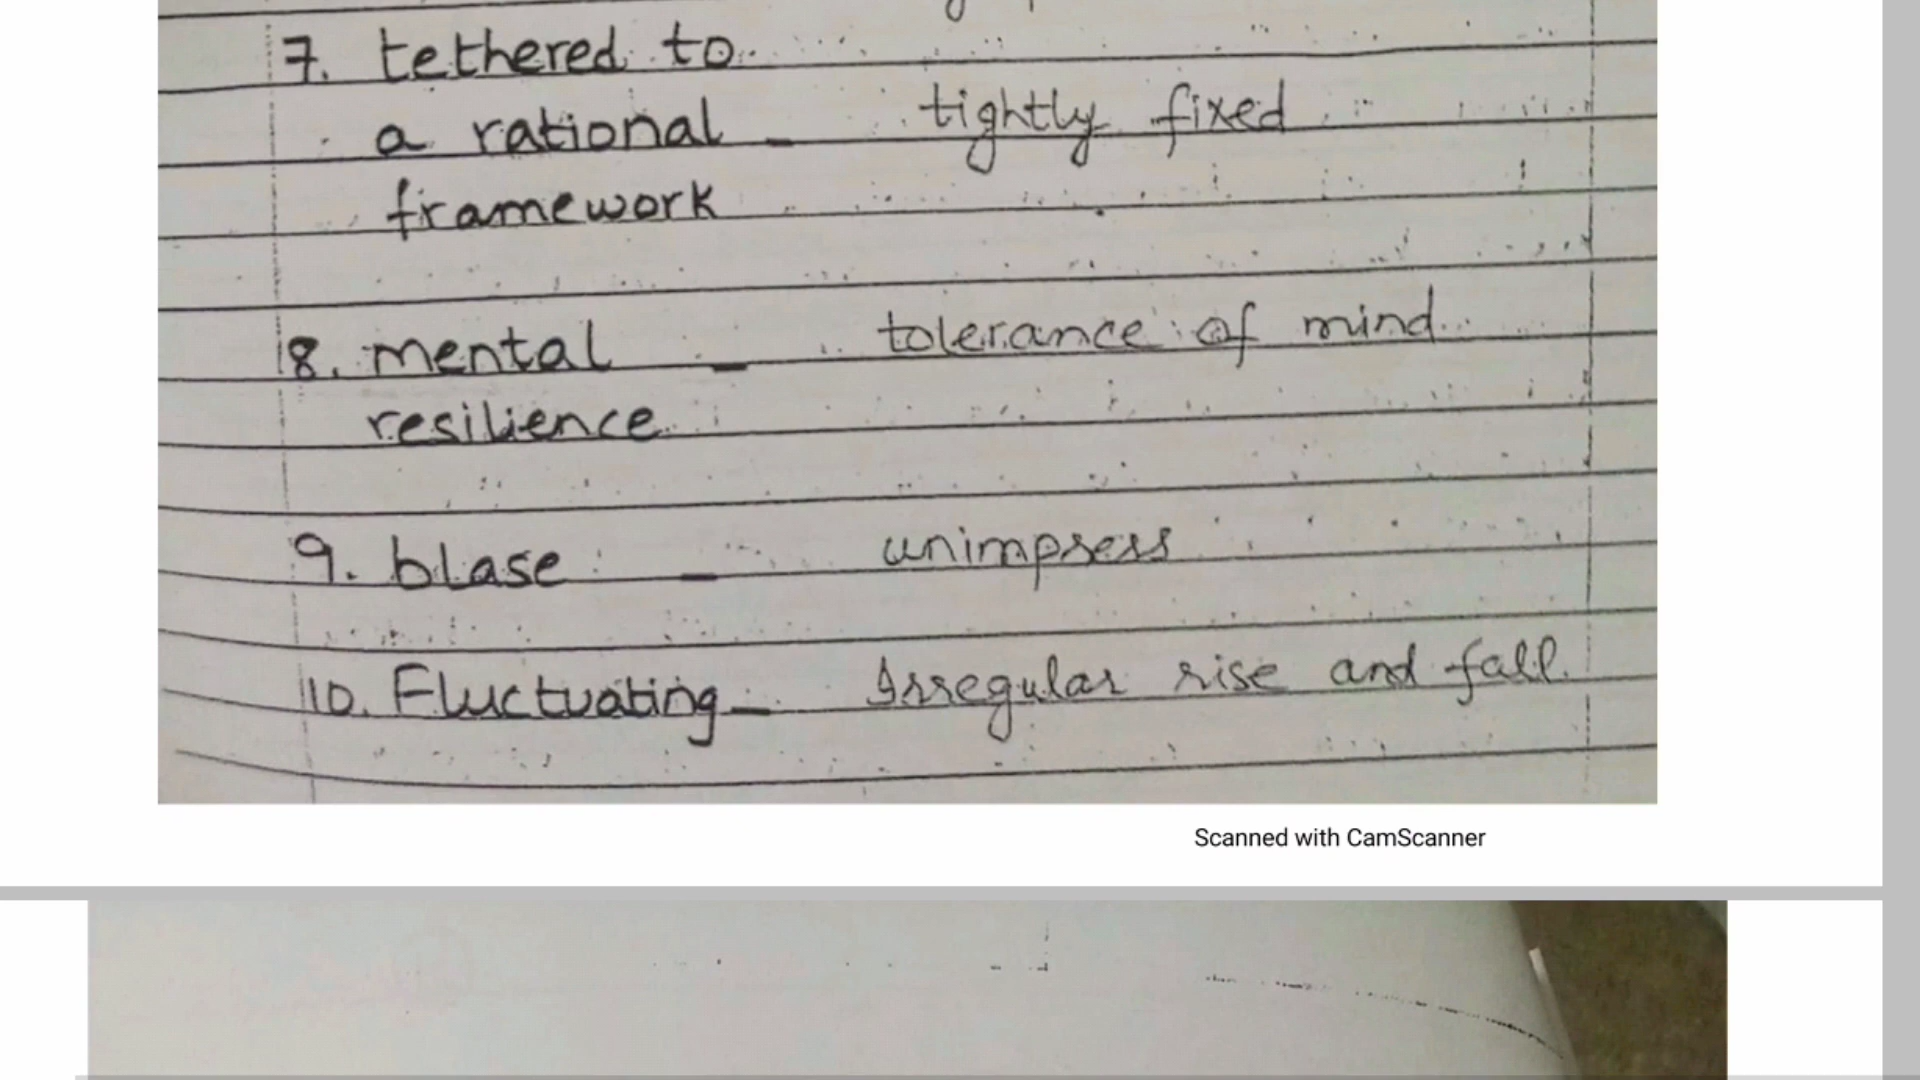 7. tethered to
a rational - tightly fixed
framework
8. mental - tolerance of mind
resilience
9. blase - unimpress
10. Fluctuating - Irregular rise and fall.
Scanned with CamScanner